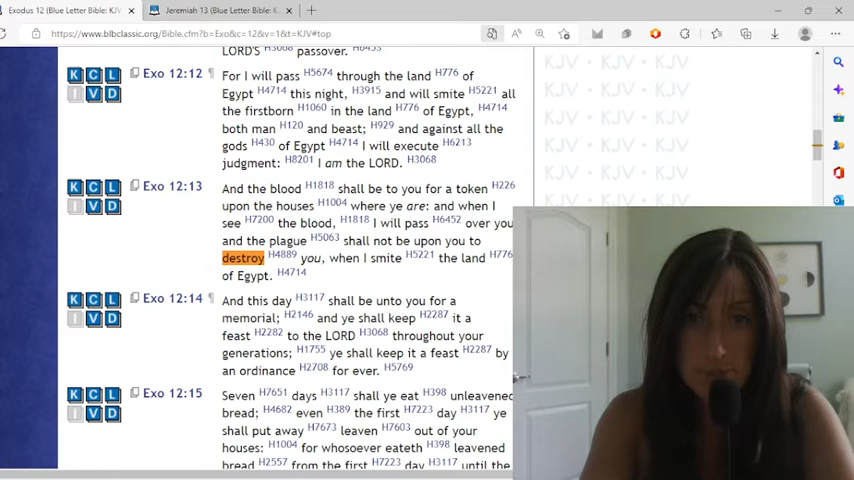 Exodus 12 (Blue Letter Bible: KJV
Jeremiah 13 (Blue Letter Bible: K
https://www.blbclassic.org/Bible.cfm?b=Exo&c=12&v=1&t=KJV#top
KJV • KJV • KJV • KJV
KJV • KJV • KJV • KJV
KJV • KJV • KJV • KJV
LORD'S H3068 passover. H6453
K C L Exo 12:12 ¶ For I will pass H5674 through the land H776 of
I V D Egypt H4714 this night, H3915 and will smite H5221 all
the firstborn H1060 in the land H776 of Egypt, H4714
both man H120 and beast; H929 and against all the
gods H430 of Egypt H4714 I will execute H6213
judgment: H8201 I am the LORD. H3068
K C L Exo 12:13 And the blood H1818 shall be to you for a token H226
I V D upon the houses H1004 where ye are: and when I
see H7200 the blood, H1818 I will pass H6452 over you
and the plague H5063 shall not be upon you to
destroy H4889 you, when I smite H5221 the land H776
of Egypt. H4714
K C L Exo 12:14 ¶ And this day H3117 shall be unto you for a
I V D memorial; H2146 and ye shall keep H2287 it a
feast H2282 to the LORD H3068 throughout your
generations; H1755 ye shall keep it a feast H2287 by
an ordinance H2708 for ever. H5769
K C L Exo 12:15 Seven H7651 days H3117 shall ye eat H398 unleavened
I V D bread; H4682 even H389 the first H7223 day H3117 ye
shall put away H7673 leaven H7603 out of your
houses: H1004 for whosoever eateth H398 leavened
bread H2557 from the first H7223 day H3117 until the